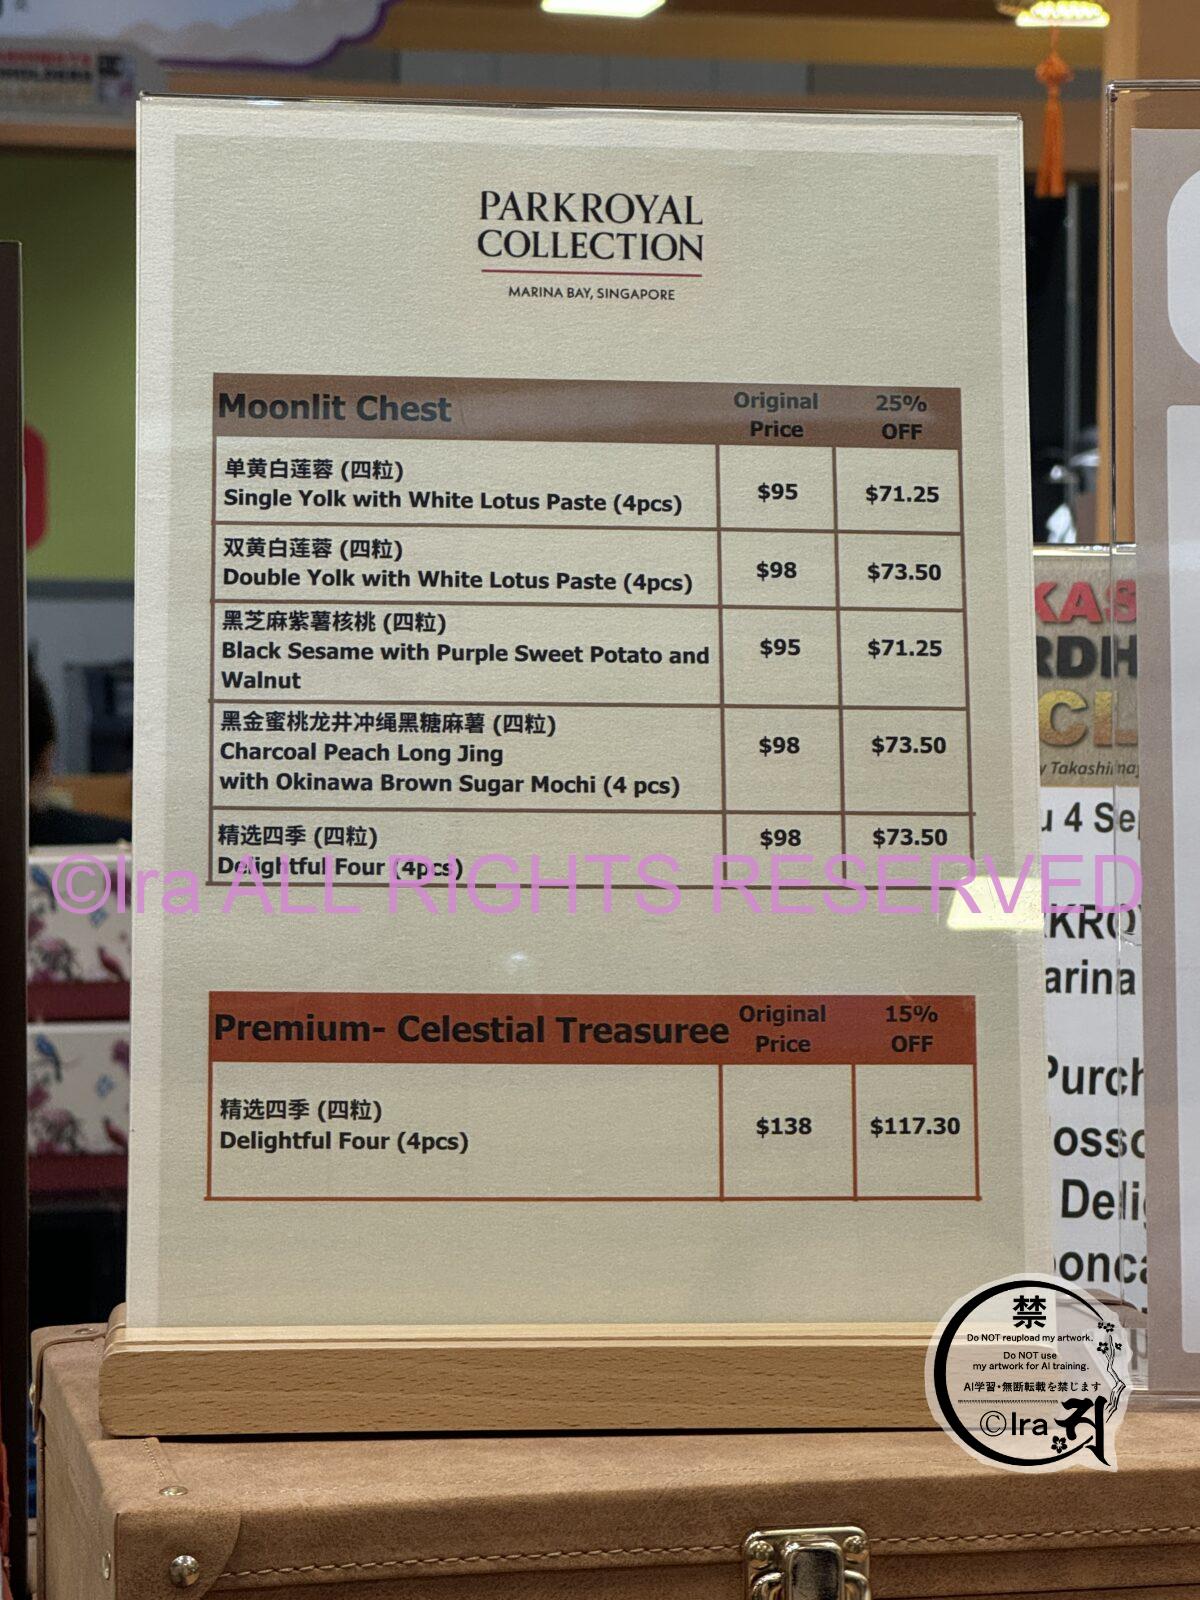 PARKROYAL
COLLECTION
MARINA BAY, SINGAPORE
Moonlit Chest
Original
Price
25%
OFF
单黄白莲蓉 (四粒)
Single Yolk with White Lotus Paste (4pcs)
$95
$71.25
双黄白莲蓉 (四粒)
Double Yolk with White Lotus Paste (4pcs)
$98
$73.50
黑芝麻紫薯核桃 (四粒)
Black Sesame with Purple Sweet Potato and
Walnut
$95
$71.25
黑金蜜桃龙井冲绳黑糖麻薯 (四粒)
Charcoal Peach Long Jing
with Okinawa Brown Sugar Mochi (4 pcs)
$98
$73.50
精选四季 (四粒)
Delightful Four (4pcs)
$98
$73.50
©Ira ALL RIGHTS RESERVED
Premium- Celestial Treasuree
Original
Price
15%
OFF
精选四季 (四粒)
Delightful Four (4pcs)
$138
$117.30
禁
Do NOT reupload my artwork.
Do NOT use
my artwork for AI training.
AI学習・無断転載を禁じます
©Ira